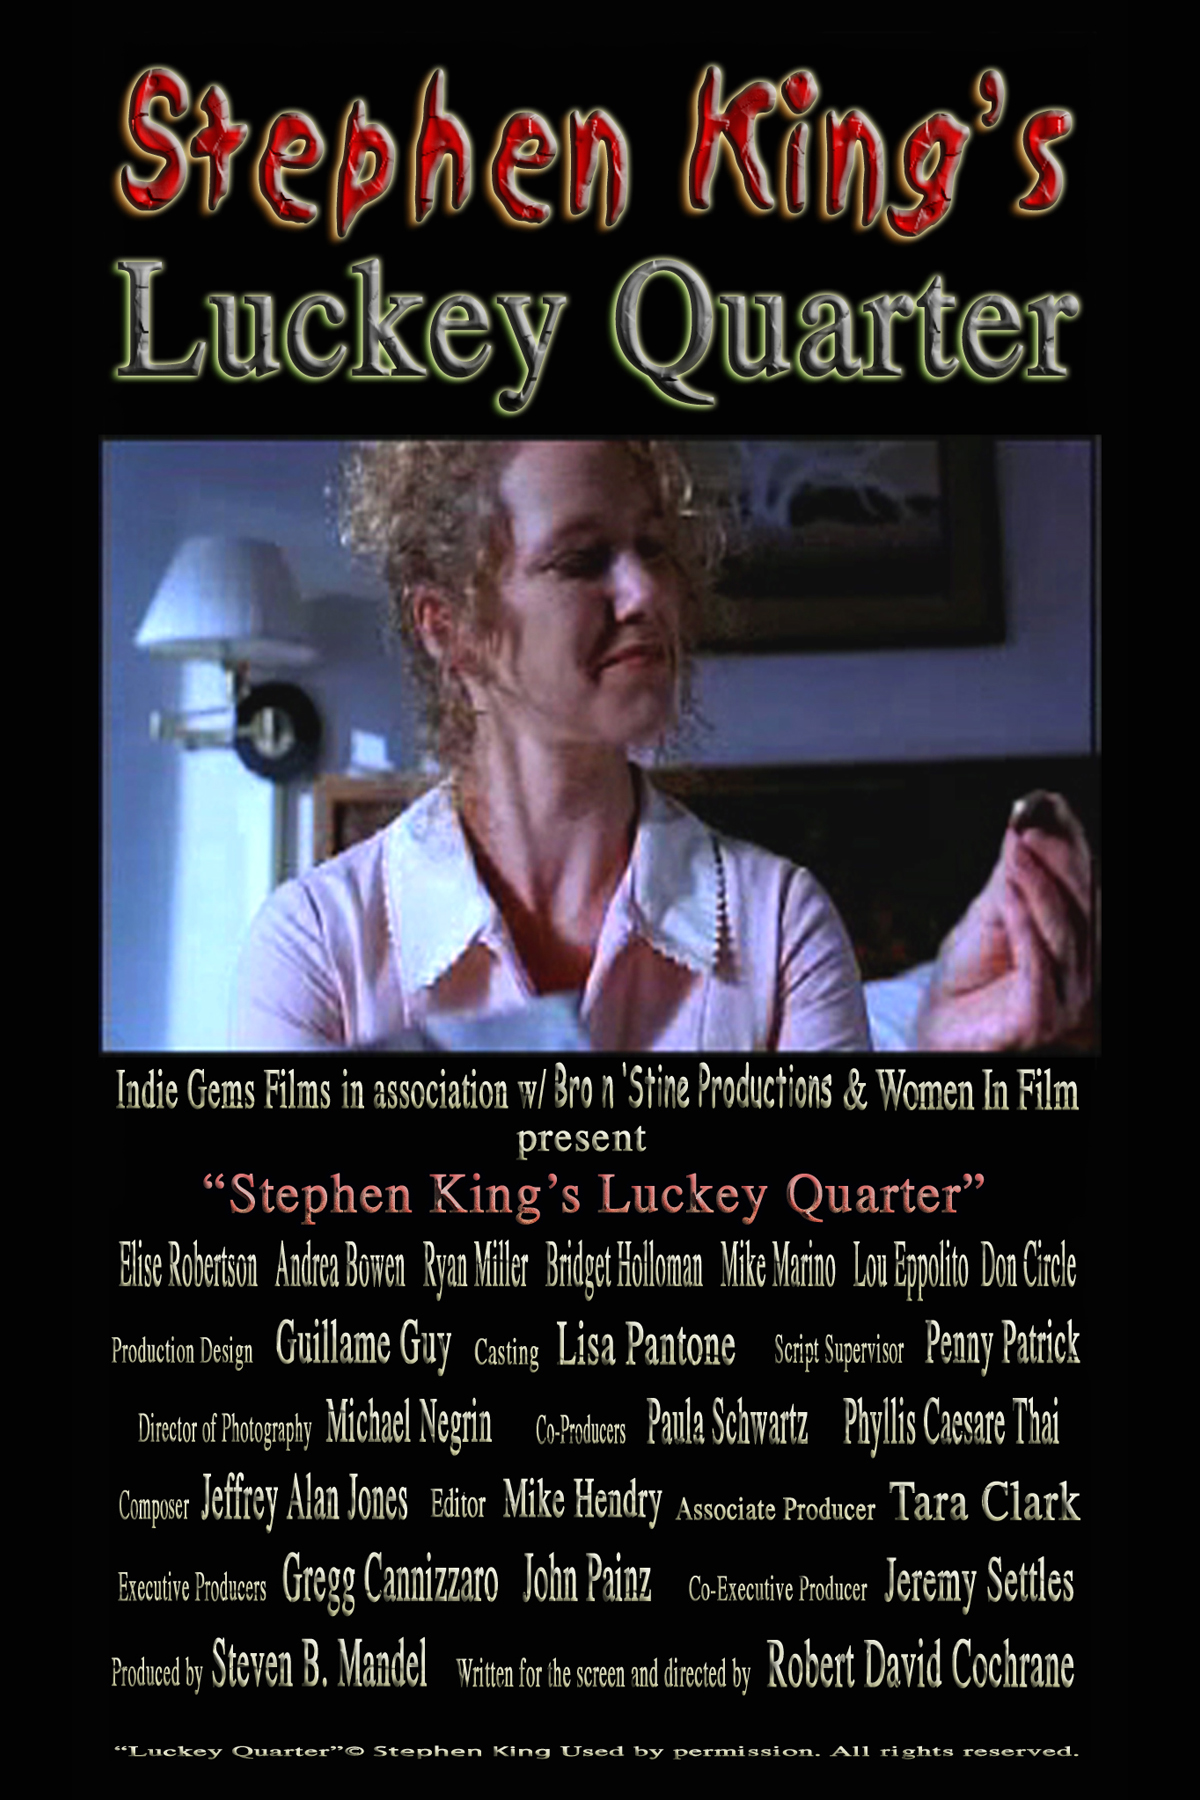 Stephen King's
Luckey Quarter
Indie Gems Films in association w/ Bro n 'Stine Productions & Women In Film
present
“Stephen King’s Luckey Quarter”
Elise Robertson Andrea Bowen Ryan Miller Bridget Holloman Mike Marino Lou Eppolito Don Circle
Production Design Guillame Guy Casting Lisa Pantone Script Supervisor Penny Patrick
Director of Photography Michael Negrin Co-Producers Paula Schwartz Phyllis Caesare Thai
Composer Jeffrey Alan Jones Editor Mike Hendry Associate Producer Tara Clark
Executive Producers Gregg Cannizzaro John Painz Co-Executive Producer Jeremy Settles
Produced by Steven B. Mandel Written for the screen and directed by Robert David Cochrane
“Luckey Quarter”© Stephen King Used by permission. All rights reserved.